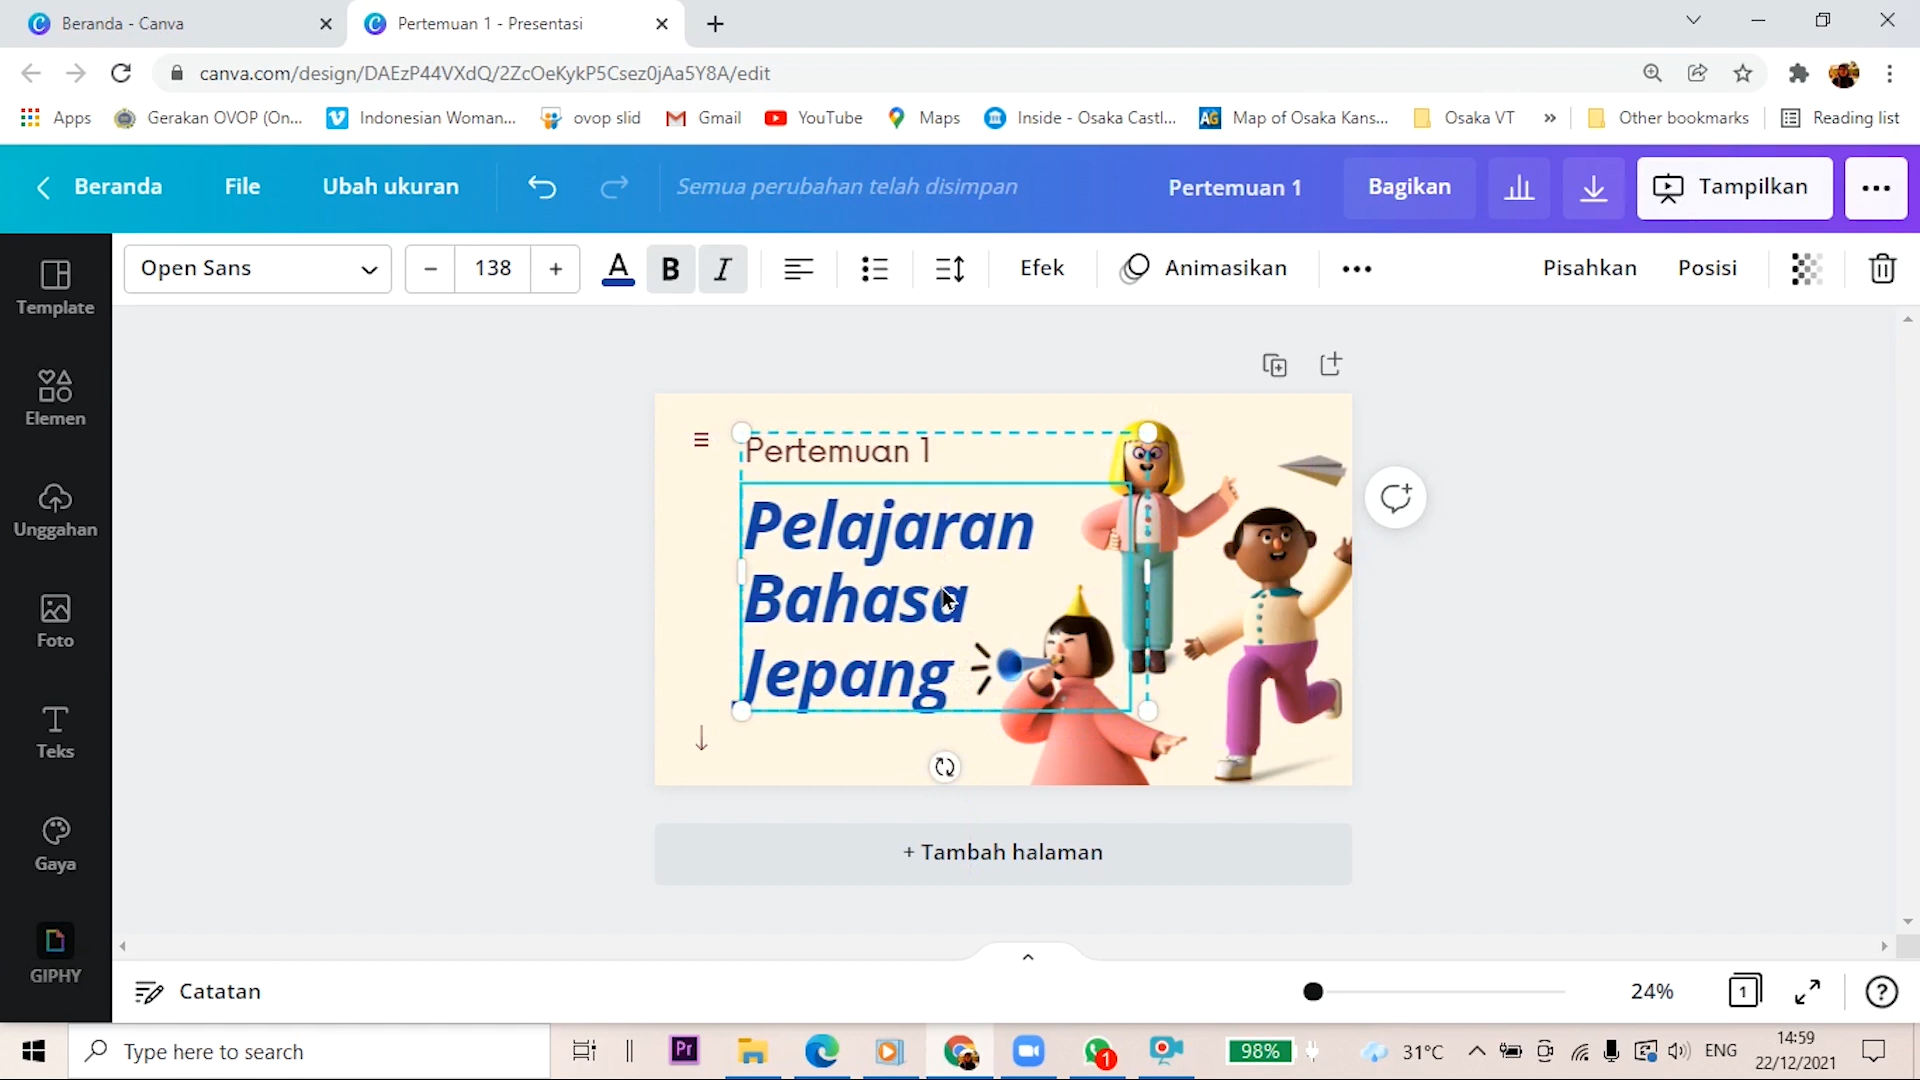 Beranda - Canva
Pertemuan 1 - Presentasi
canva.com/design/DAEzP44VXdQ/2ZcOeKykP5Csez0jAa5Y8A/edit
Apps Gerakan OVOP (On... Indonesian Woman... ovop slid Gmail YouTube Maps Inside - Osaka Castl... Map of Osaka Kans... Osaka VT » Other bookmarks Reading list
Beranda File Ubah ukuran Semua perubahan telah disimpan Pertemuan 1 Bagikan Tampilkan
Open Sans − 138 + A B I Efek Animasikan Pisahkan Posisi
Template
Elemen
Unggahan
Foto
Teks
Gaya
GIPHY
Pertemuan 1
Pelajaran
Bahasa
Jepang
+ Tambah halaman
Catatan 24% 1 ?
Type here to search Pr 1 98% 31°C ENG 14:59
22/12/2021